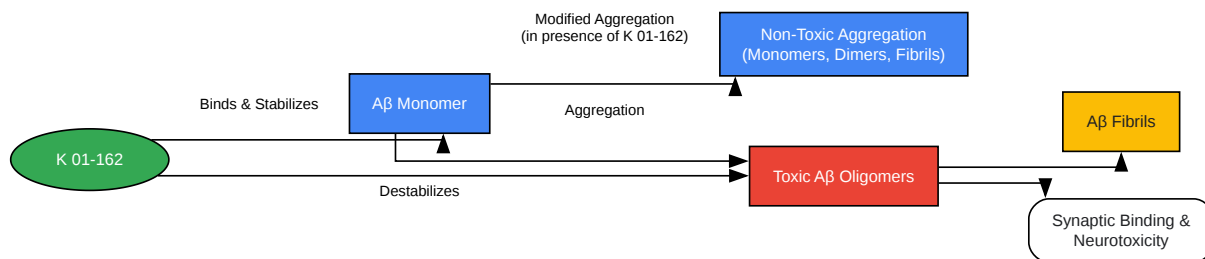 Modified Aggregation
(in presence of K 01-162)
Non-Toxic Aggregation
(Monomers, Dimers, Fibrils)
Binds & Stabilizes
Aβ Monomer
Aggregation
Aβ Fibrils
K 01-162
Destabilizes
Toxic Aβ Oligomers
Synaptic Binding &
Neurotoxicity